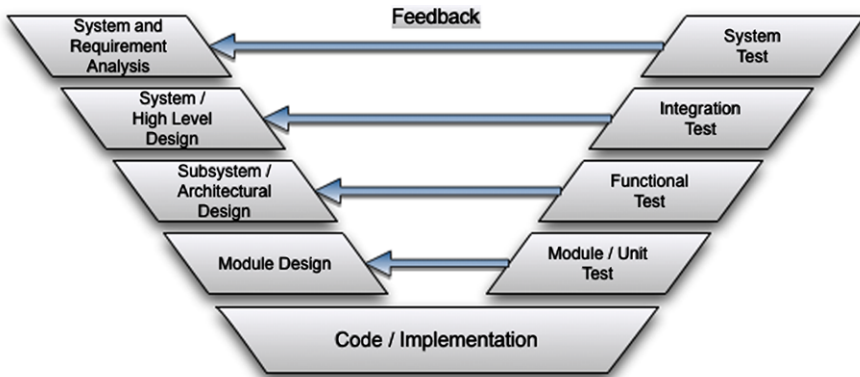 Feedback
System and
Requirement
Analysis
System
Test
System /
High Level
Design
Integration
Test
Subsystem /
Architectural
Design
Functional
Test
Module Design
Module / Unit
Test
Code / Implementation